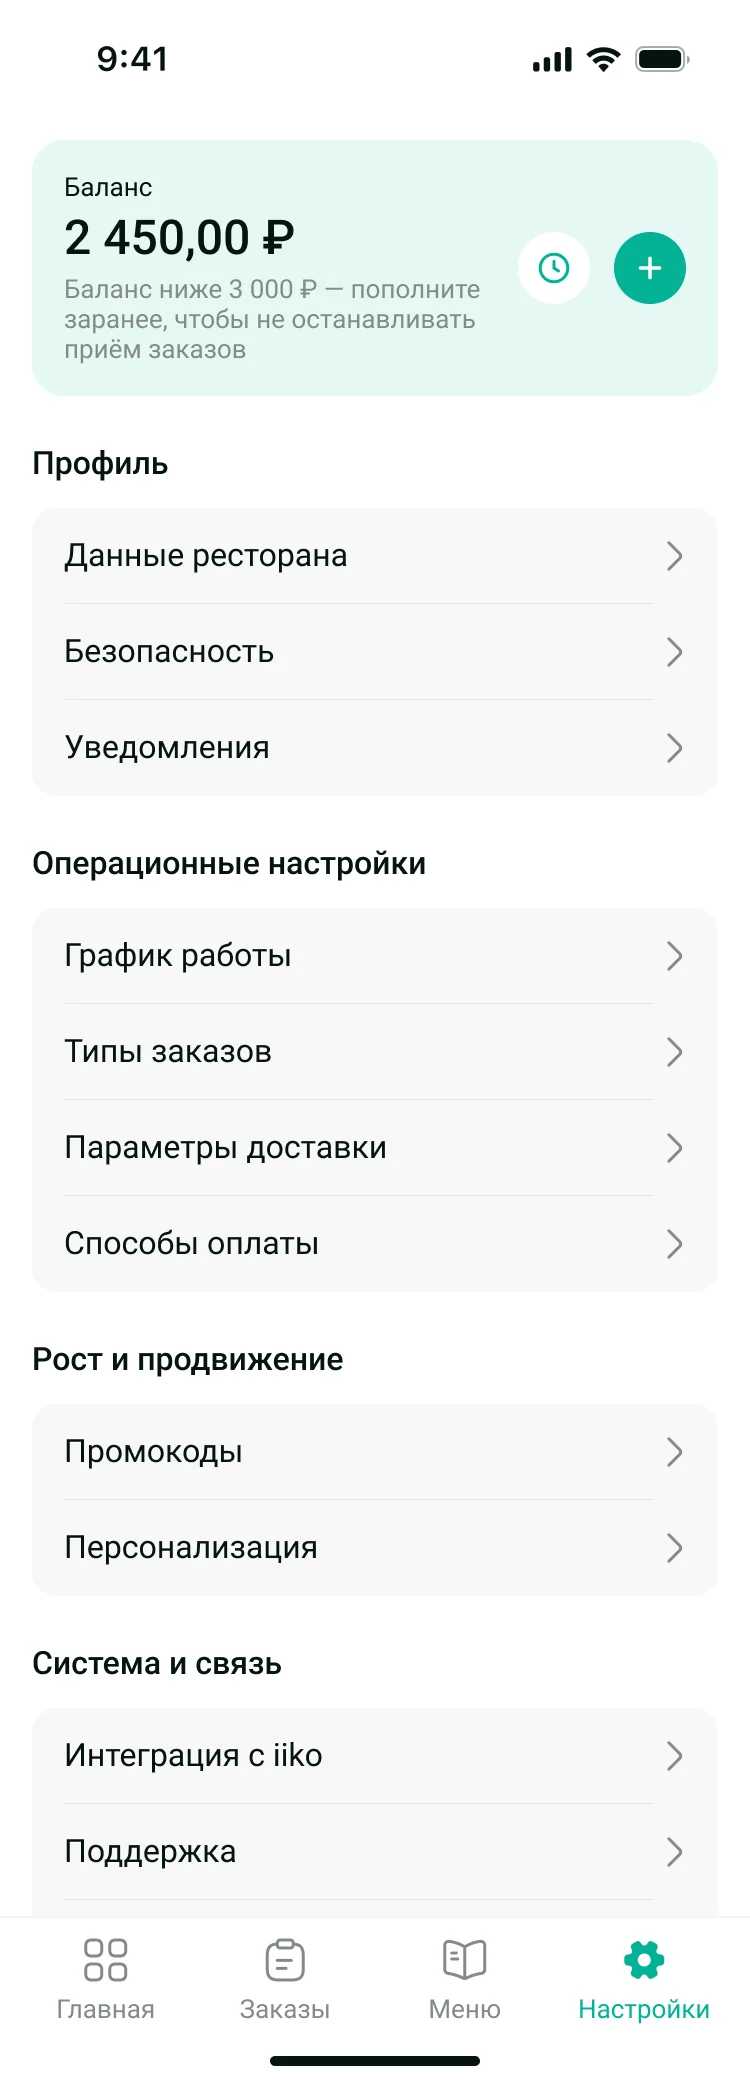 9:41
Баланс
2 450,00 ₽
Баланс ниже 3 000 ₽ — пополните
заранее, чтобы не останавливать
приём заказов
Профиль
Данные ресторана
Безопасность
Уведомления
Операционные настройки
График работы
Типы заказов
Параметры доставки
Способы оплаты
Рост и продвижение
Промокоды
Персонализация
Система и связь
Интеграция с iiko
Поддержка
Главная
Заказы
Меню
Настройки